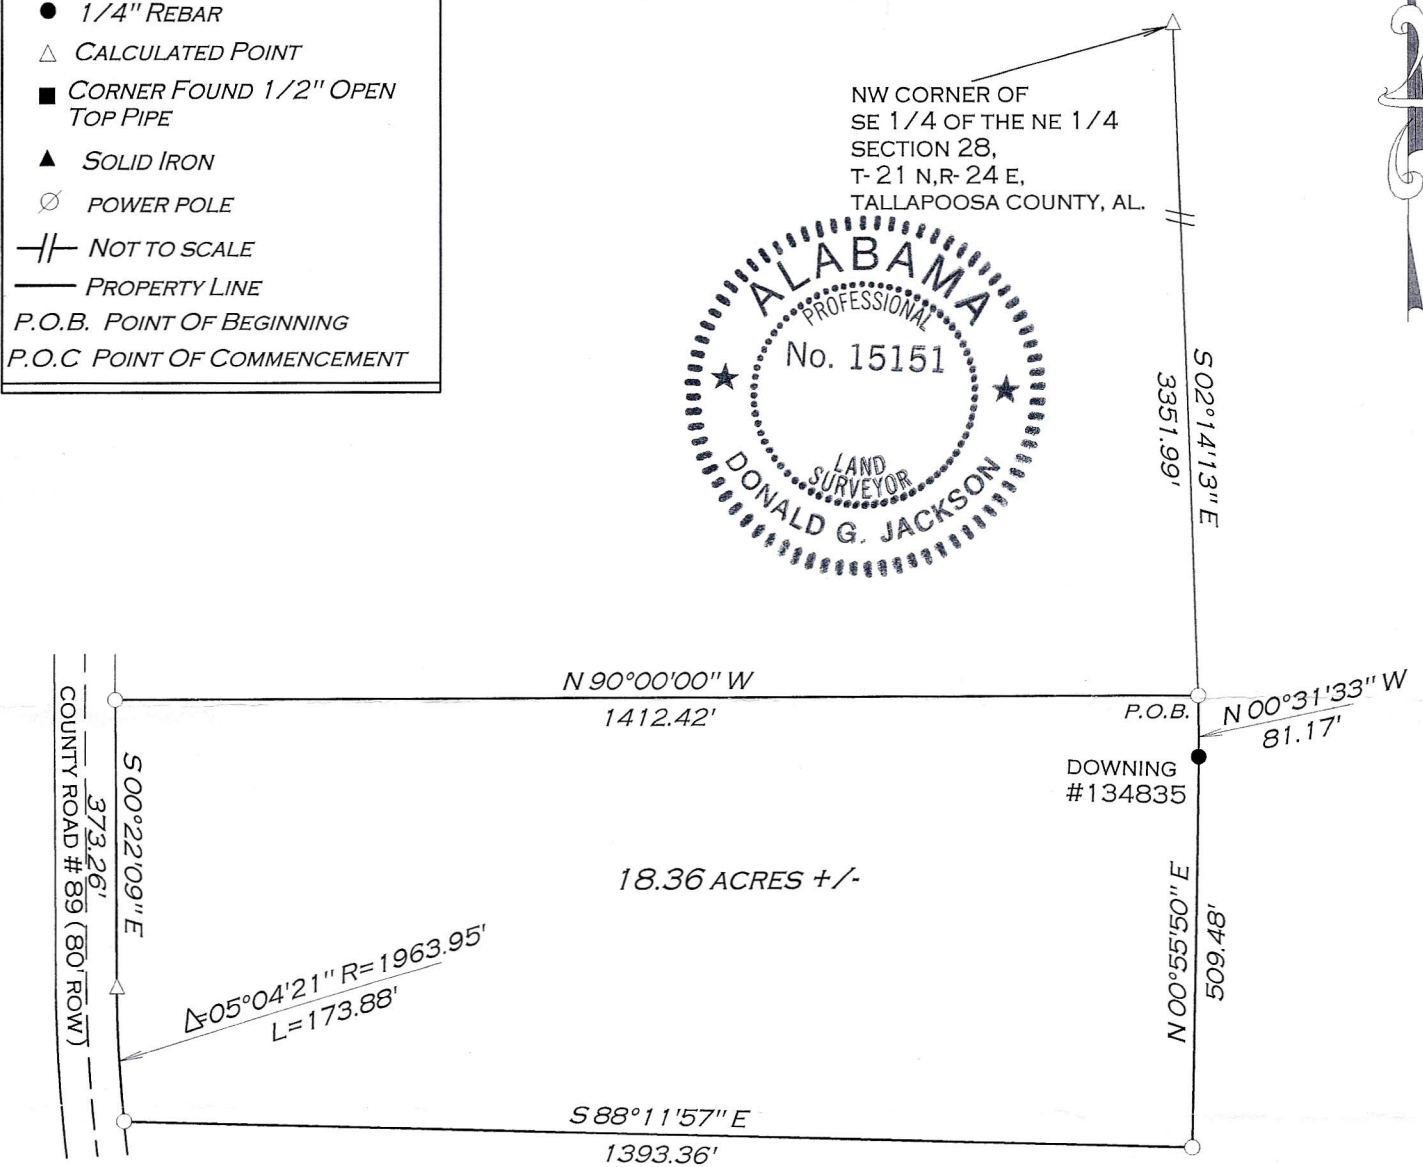 1/4" REBAR
CALCULATED POINT
CORNER FOUND 1/2" OPEN
TOP PIPE
SOLID IRON
POWER POLE
NOT TO SCALE
PROPERTY LINE
P.O.B. POINT OF BEGINNING
P.O.C POINT OF COMMENCEMENT
NW CORNER OF
SE 1/4 OF THE NE 1/4
SECTION 28,
T- 21 N,R- 24 E,
TALLAPOOSA COUNTY, AL.
ALABAMA
PROFESSIONAL
No. 15151
LAND
SURVEYOR
DONALD G. JACKSON
S 02°14'13" E
3351.99'
N 90°00'00" W
1412.42'
P.O.B.
N 00°31'33" W
81.17'
DOWNING
#134835
S 00°22'09" E
373.26'
COUNTY ROAD # 89 (80' ROW)
18.36 ACRES +/-
N 00°55'50" E
509.48'
Δ=05°04'21" R=1963.95'
L=173.88'
S 88°11'57" E
1393.36'